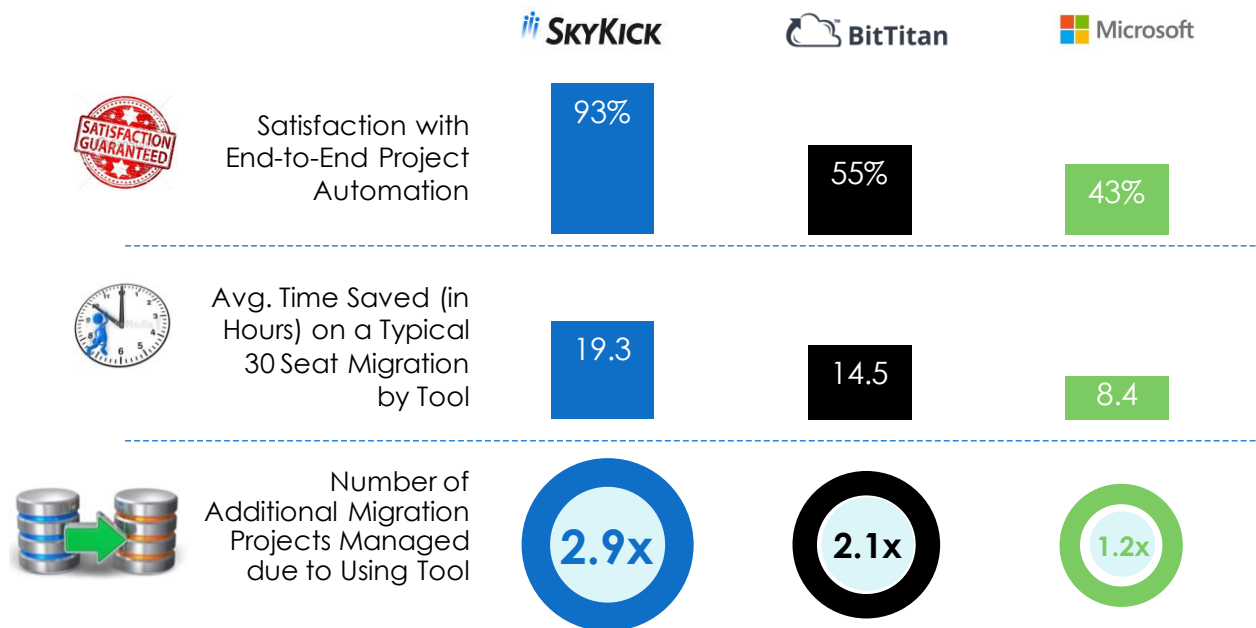 SKYKICK
BitTitan™
Microsoft
SATISFACTION
GUARANTEED
Satisfaction with
End-to-End Project
Automation
93%
55%
43%
Avg. Time Saved (in
Hours) on a Typical
30 Seat Migration
by Tool
19.3
14.5
8.4
Number of
Additional Migration
Projects Managed
due to Using Tool
2.9x
2.1x
1.2x